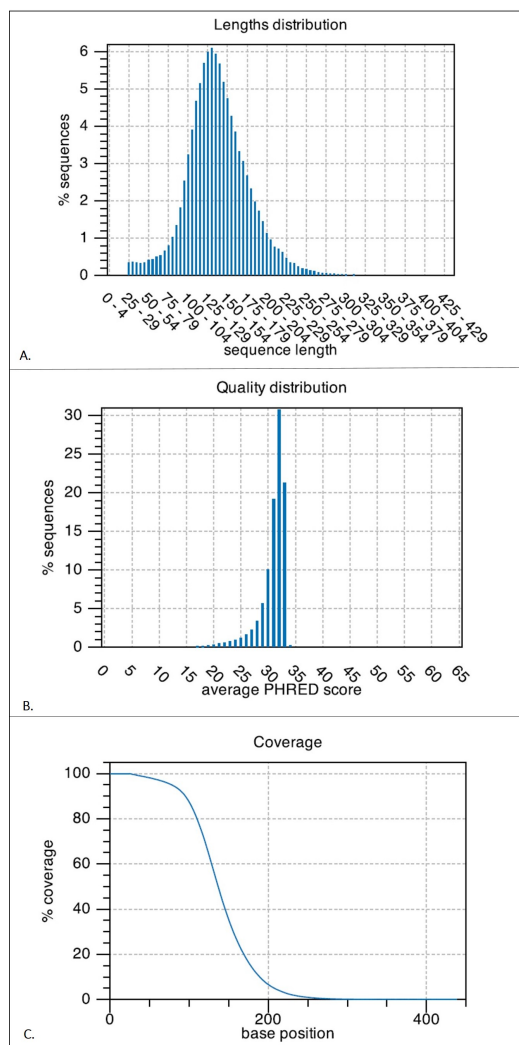 Lengths distribution
6
5
4
3
2
1
0
% sequences
0 - 4
25 - 29
50 - 54
75 - 79
100 - 104
125 - 129
150 - 154
175 - 179
200 - 204
225 - 229
250 - 254
275 - 279
300 - 304
325 - 329
350 - 354
375 - 379
400 - 404
425 - 429
sequence length
A.
Quality distribution
30
25
20
15
10
5
0
% sequences
0 5 10 15 20 25 30 35 40 45 50 55 60 65
average PHRED score
B.
Coverage
100
80
60
40
20
0
% coverage
0 200 400
base position
C.